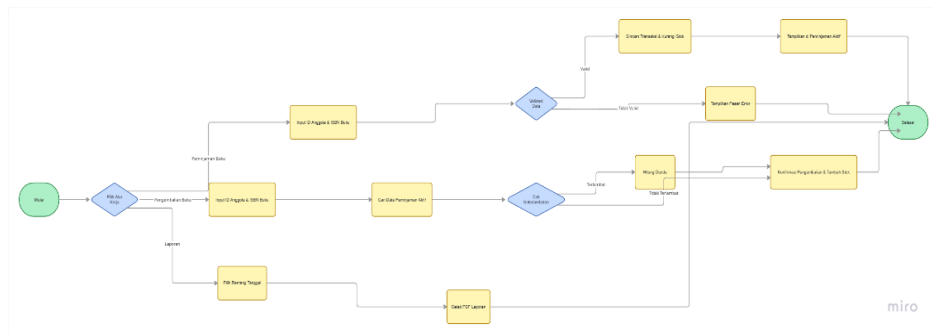 Simpan Transaksi & Kurangi Stok
Tampilkan & Peminjaman Aktif
Valid
Validasi
Data
Tidak Valid
Tampilkan Pesan Error
Selesai
Input ID Anggota & ISBN Buku
Peminjaman Buku
Mulai
Pilih Alur
Kerja
Pengembalian Buku
Input ID Anggota & ISBN Buku
Cari Data Peminjaman Aktif
Cek
Keterlambatan
Terlambat
Hitung Denda
Tidak Terlambat
Konfirmasi Pengembalian & Tambah Stok
Laporan
Pilih Rentang Tanggal
PDF Laporan
miro